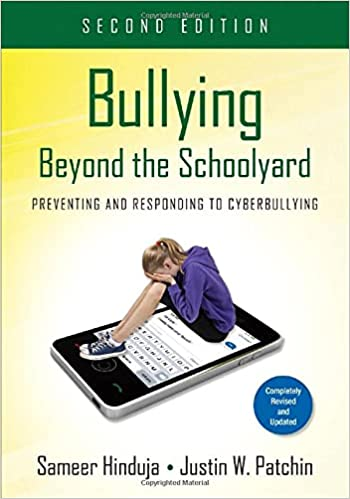 SECOND EDITION
Bullying
Beyond the Schoolyard
PREVENTING AND RESPONDING TO CYBERBULLYING
Completely
Revised and
Updated
Sameer Hinduja • Justin W. Patchin